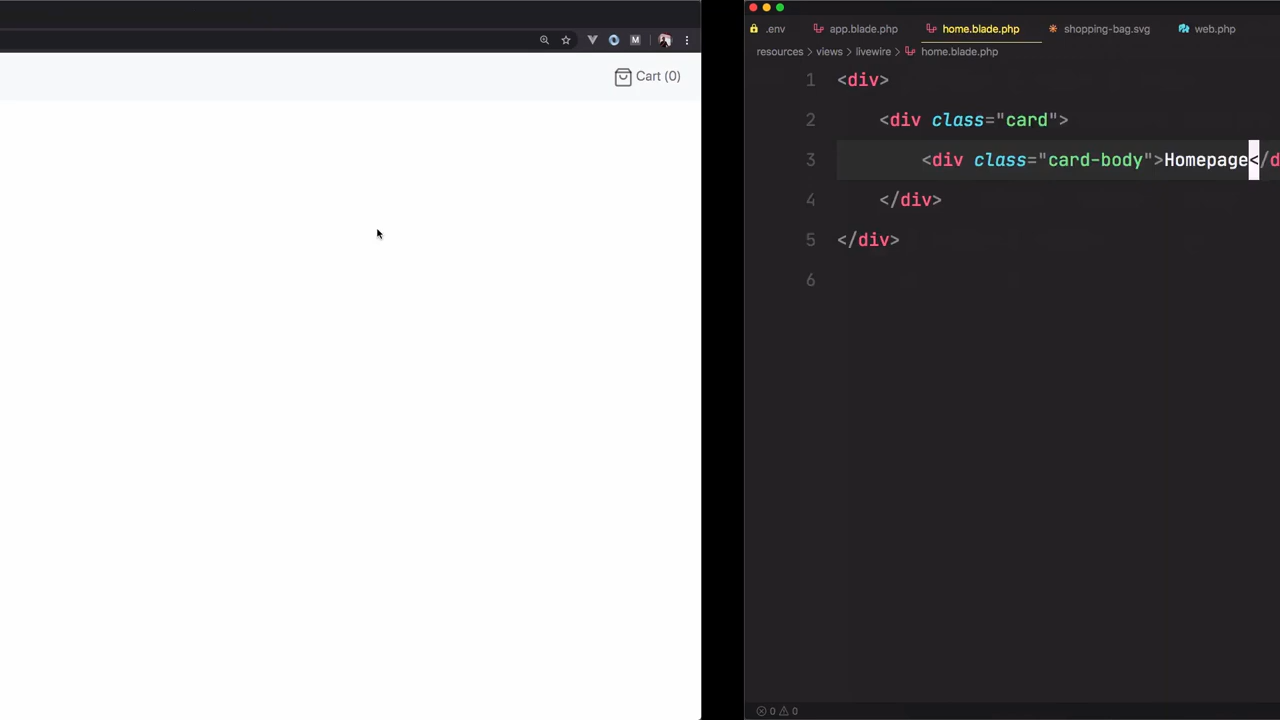 M
Cart (0)
.env app.blade.php home.blade.php shopping-bag.svg web.php
resources > views > livewire > home.blade.php
1 <div>
2 <div class="card">
3 <div class="card-body">Homepage</d
4 </div>
5 </div>
6
0 0